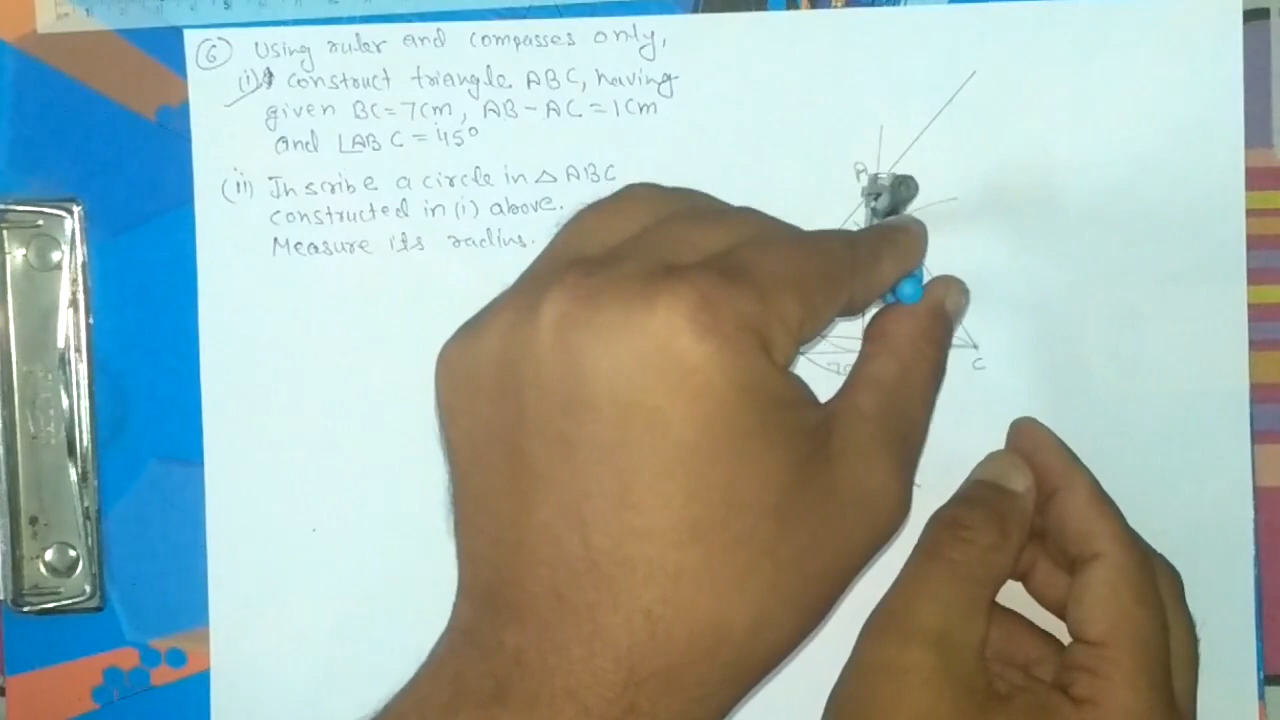 6 Using ruler and compasses only,
(i) construct triangle ABC, having
given BC = 7cm, AB - AC = 1cm
and ∠ABC = 45°
(ii) Inscribe a circle in △ ABC
constructed in (i) above.
Measure its radius.
A
C